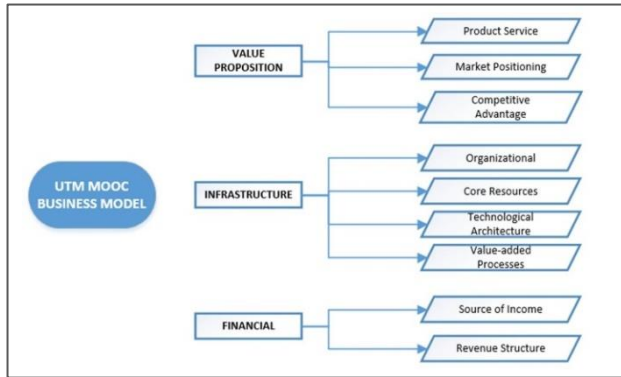 UTM MOOC
BUSINESS MODEL
VALUE
PROPOSITION
Product Service
Market Positioning
Competitive
Advantage
INFRASTRUCTURE
Organizational
Core Resources
Technological
Architecture
Value-added
Processes
FINANCIAL
Source of Income
Revenue Structure